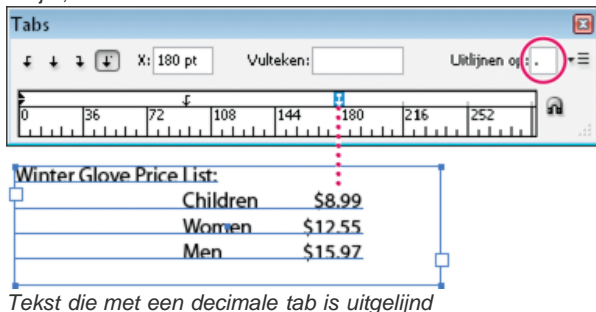 Tabs
X: 180 pt Vulteken: Uitlijnen op: .
0 36 72 108 144 180 216 252
Winter Glove Price List:
Children $8.99
Women $12.55
Men $15.97
Tekst die met een decimale tab is uitgelijnd